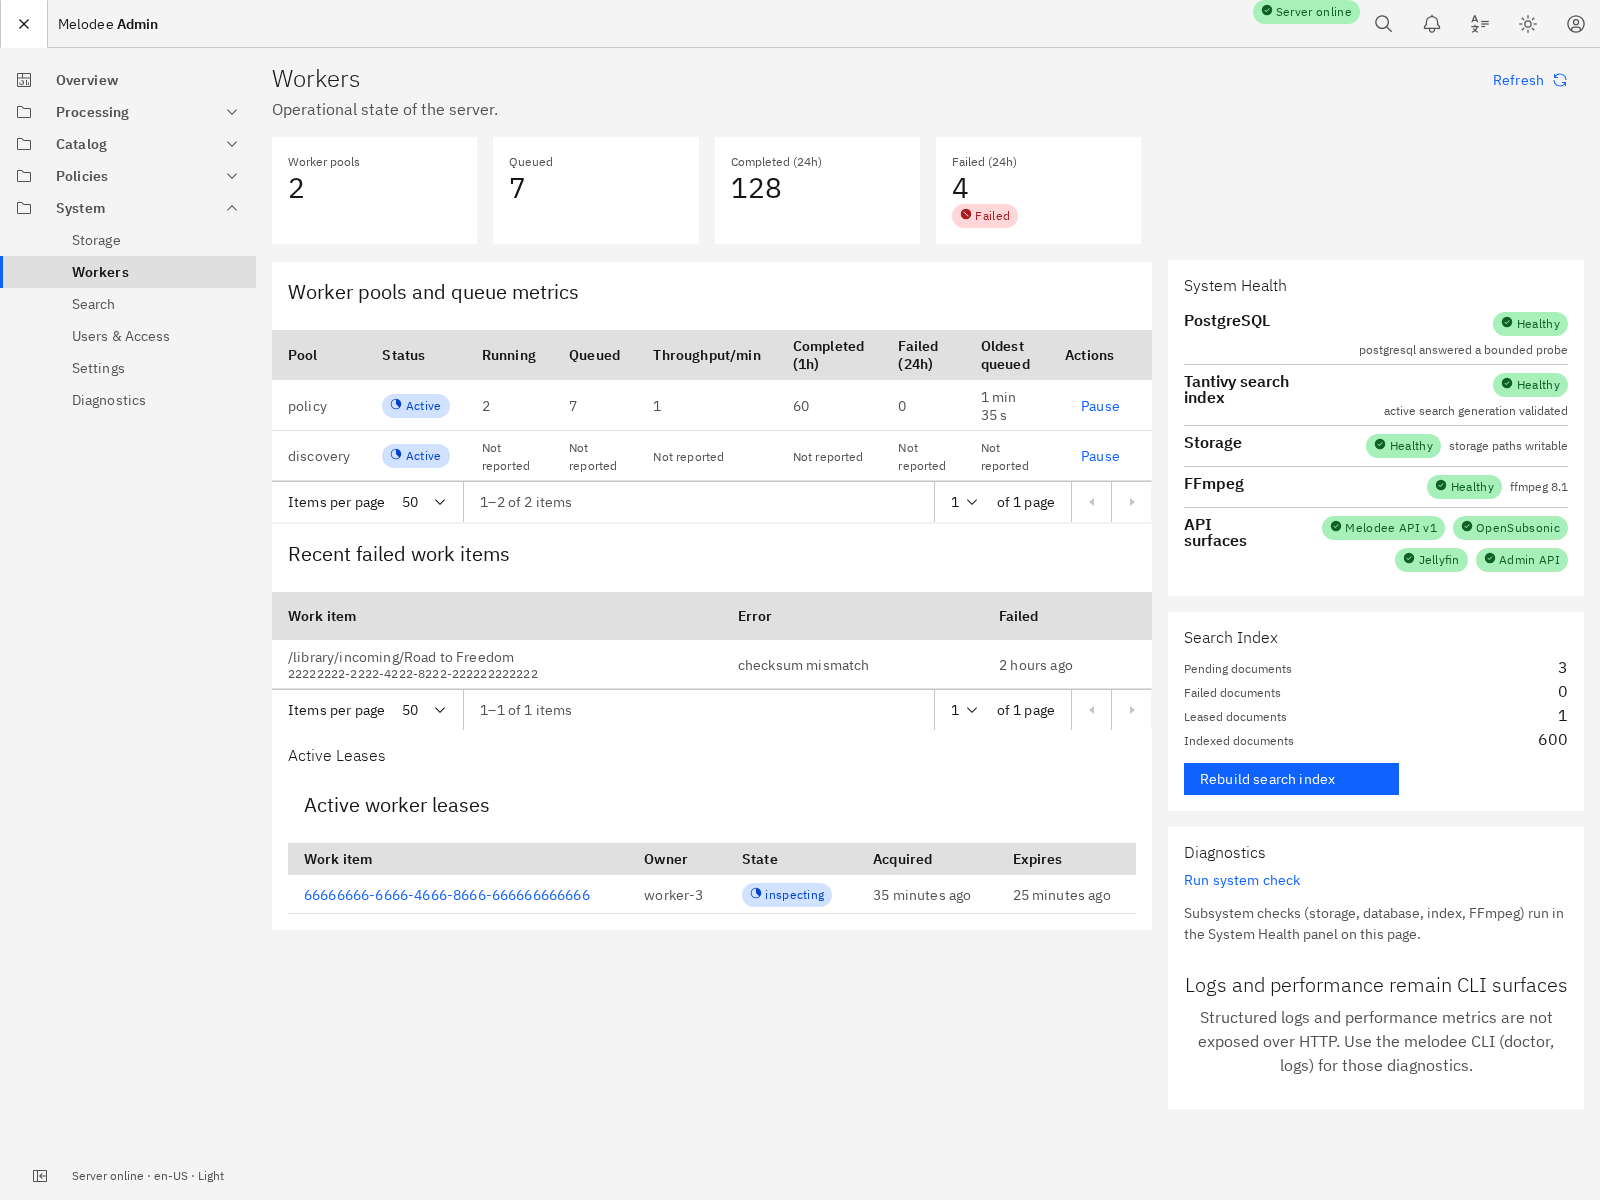 Melodee Admin
Server online
Overview
Processing
Catalog
Policies
System
Storage
Workers
Search
Users & Access
Settings
Diagnostics
Server online · en-US · Light
Workers
Refresh
Operational state of the server.
Worker pools
2
Queued
7
Completed (24h)
128
Failed (24h)
4
Failed
Worker pools and queue metrics
Pool Status Running Queued Throughput/min Completed (1h) Failed (24h) Oldest queued Actions
policy Active 2 7 1 60 0 1 min 35 s Pause
discovery Active Not reported Not reported Not reported Not reported Not reported Not reported Pause
Items per page 50 1–2 of 2 items 1 of 1 page
Recent failed work items
Work item Error Failed
/library/incoming/Road to Freedom
22222222-2222-4222-8222-222222222222
checksum mismatch 2 hours ago
Items per page 50 1–1 of 1 items 1 of 1 page
Active Leases
Active worker leases
Work item Owner State Acquired Expires
66666666-6666-4666-8666-666666666666 worker-3 inspecting 35 minutes ago 25 minutes ago
System Health
PostgreSQL Healthy
postgresql answered a bounded probe
Tantivy search index Healthy
active search generation validated
Storage Healthy storage paths writable
FFmpeg Healthy ffmpeg 8.1
API surfaces Melodee API v1 OpenSubsonic
Jellyfin Admin API
Search Index
Pending documents 3
Failed documents 0
Leased documents 1
Indexed documents 600
Rebuild search index
Diagnostics
Run system check
Subsystem checks (storage, database, index, FFmpeg) run in
the System Health panel on this page.
Logs and performance remain CLI surfaces
Structured logs and performance metrics are not
exposed over HTTP. Use the melodee CLI (doctor,
logs) for those diagnostics.